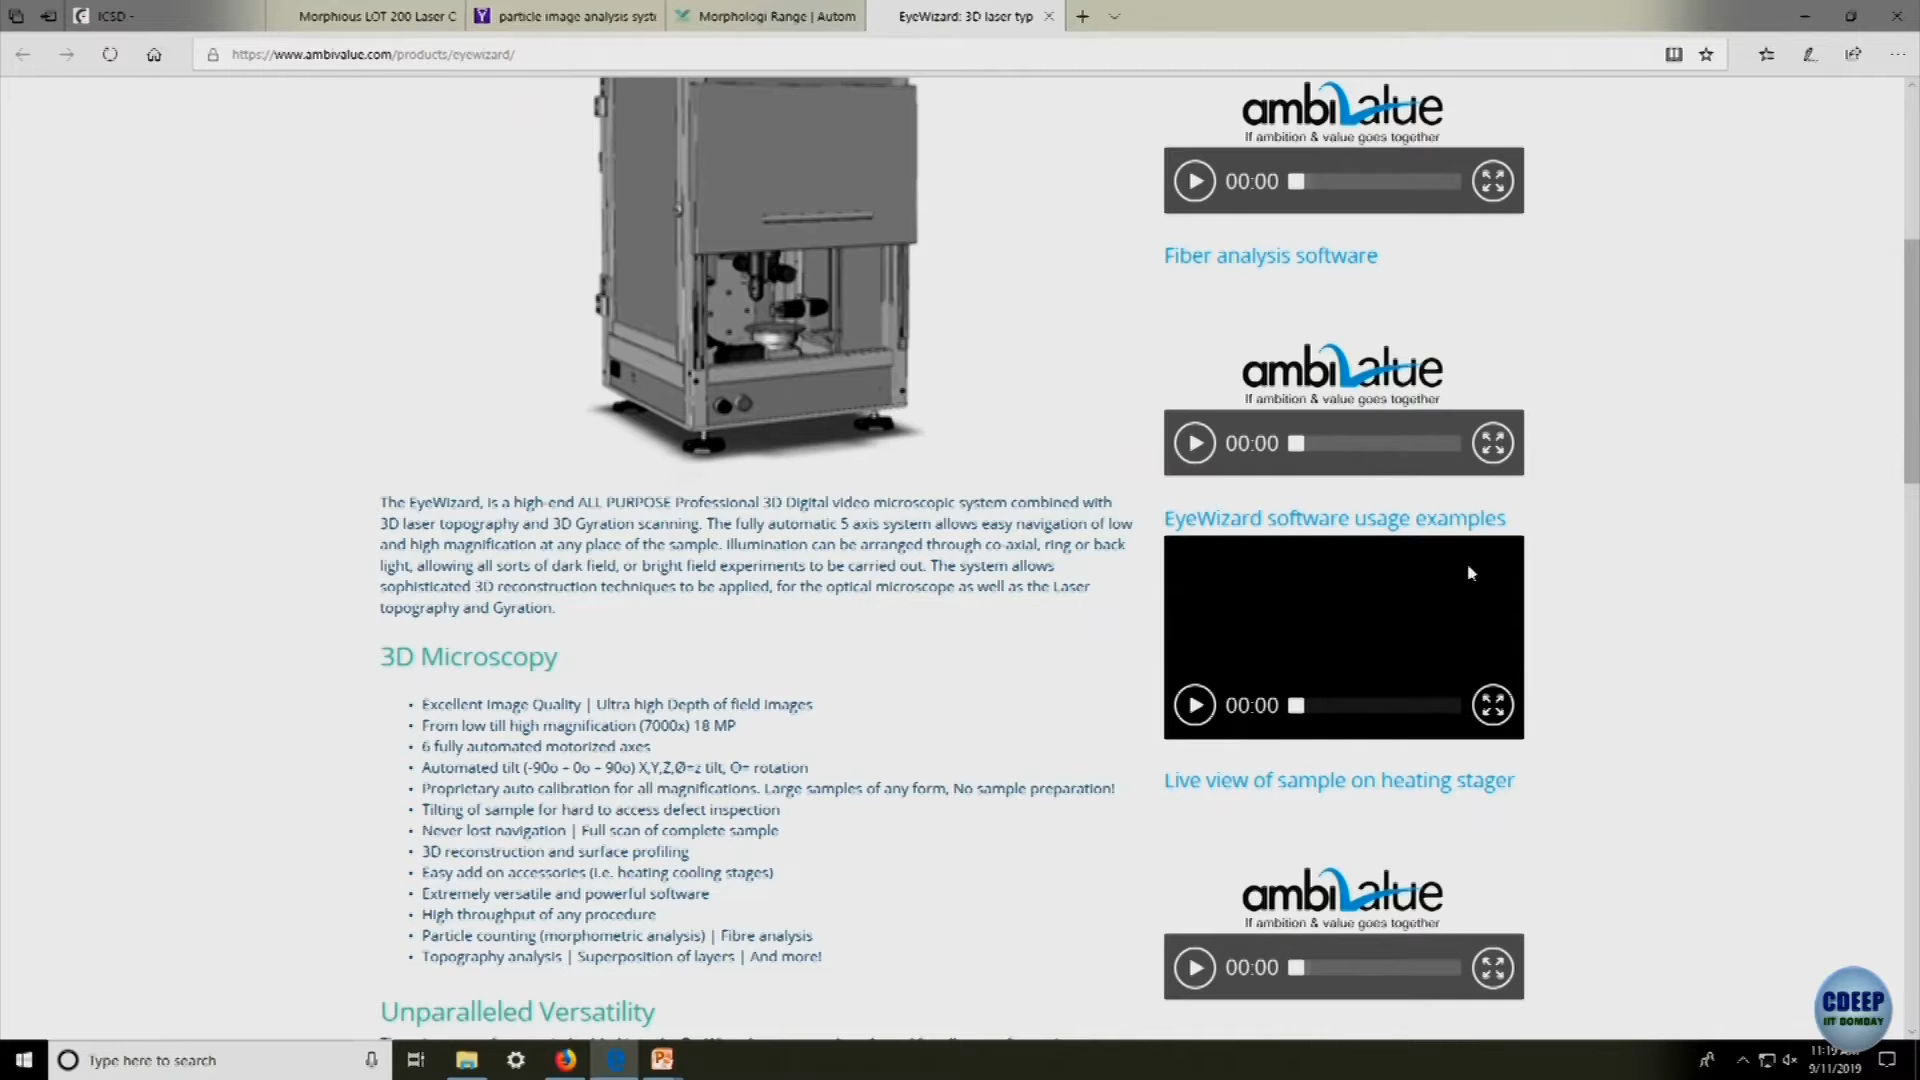 ICSD -
Morphious LOT 200 Laser C
particle image analysis syst
Morphologi Range | Autom
EyeWizard: 3D laser typ
https://www.ambivalue.com/products/eyewizard/
ambiValue
If ambition & value goes together
00:00
Fiber analysis software
ambiValue
If ambition & value goes together
00:00
The EyeWizard, is a high-end ALL PURPOSE Professional 3D Digital video microscopic system combined with
3D laser topography and 3D Gyration scanning. The fully automatic 5 axis system allows easy navigation of low
and high magnification at any place of the sample. Illumination can be arranged through co-axial, ring or back
light, allowing all sorts of dark field, or bright field experiments to be carried out. The system allows
sophisticated 3D reconstruction techniques to be applied, for the optical microscope as well as the Laser
topography and Gyration.
EyeWizard software usage examples
00:00
3D Microscopy
• Excellent Image Quality | Ultra high Depth of field images
• From low till high magnification (7000x) 18 MP
• 6 fully automated motorized axes
• Automated tilt (-90o – 0o – 90o) X,Y,Z,Ø=z tilt, O= rotation
• Proprietary auto calibration for all magnifications. Large samples of any form, No sample preparation!
• Tilting of sample for hard to access defect inspection
• Never lost navigation | Full scan of complete sample
• 3D reconstruction and surface profiling
• Easy add on accessories (i.e. heating cooling stages)
• Extremely versatile and powerful software
• High throughput of any procedure
• Particle counting (morphometric analysis) | Fibre analysis
• Topography analysis | Superposition of layers | And more!
Live view of sample on heating stager
ambiValue
If ambition & value goes together
00:00
Unparalleled Versatility
CDEEP
IIT BOMBAY
Type here to search
11:19
9/11/2019